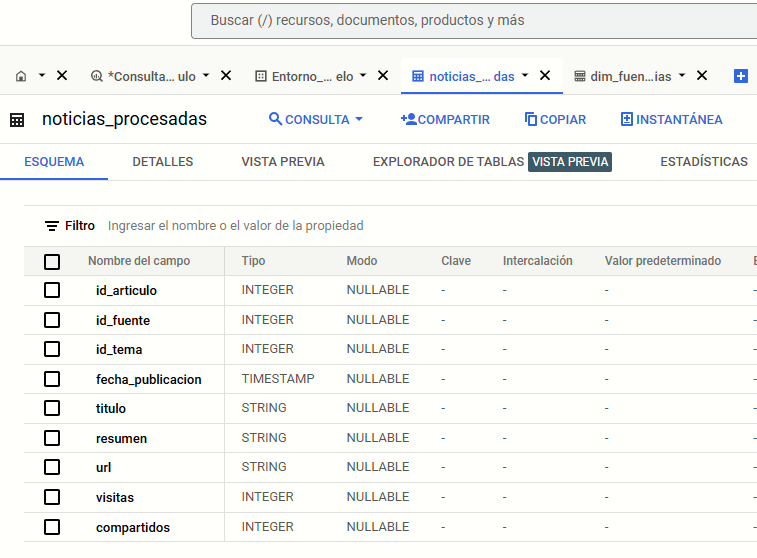 Buscar (/) recursos, documentos, productos y más
*Consulta... ulo Entorno_... elo noticias_... das dim_fuen...ias
noticias_procesadas CONSULTA COMPARTIR COPIAR INSTANTÁNEA
ESQUEMA DETALLES VISTA PREVIA EXPLORADOR DE TABLAS VISTA PREVIA ESTADÍSTICAS
Filtro Ingresar el nombre o el valor de la propiedad
Nombre del campo Tipo Modo Clave Intercalación Valor predeterminado
id_articulo INTEGER NULLABLE - - - -
id_fuente INTEGER NULLABLE - - - -
id_tema INTEGER NULLABLE - - - -
fecha_publicacion TIMESTAMP NULLABLE - - - -
titulo STRING NULLABLE - - - -
resumen STRING NULLABLE - - - -
url STRING NULLABLE - - - -
visitas INTEGER NULLABLE - - - -
compartidos INTEGER NULLABLE - - - -